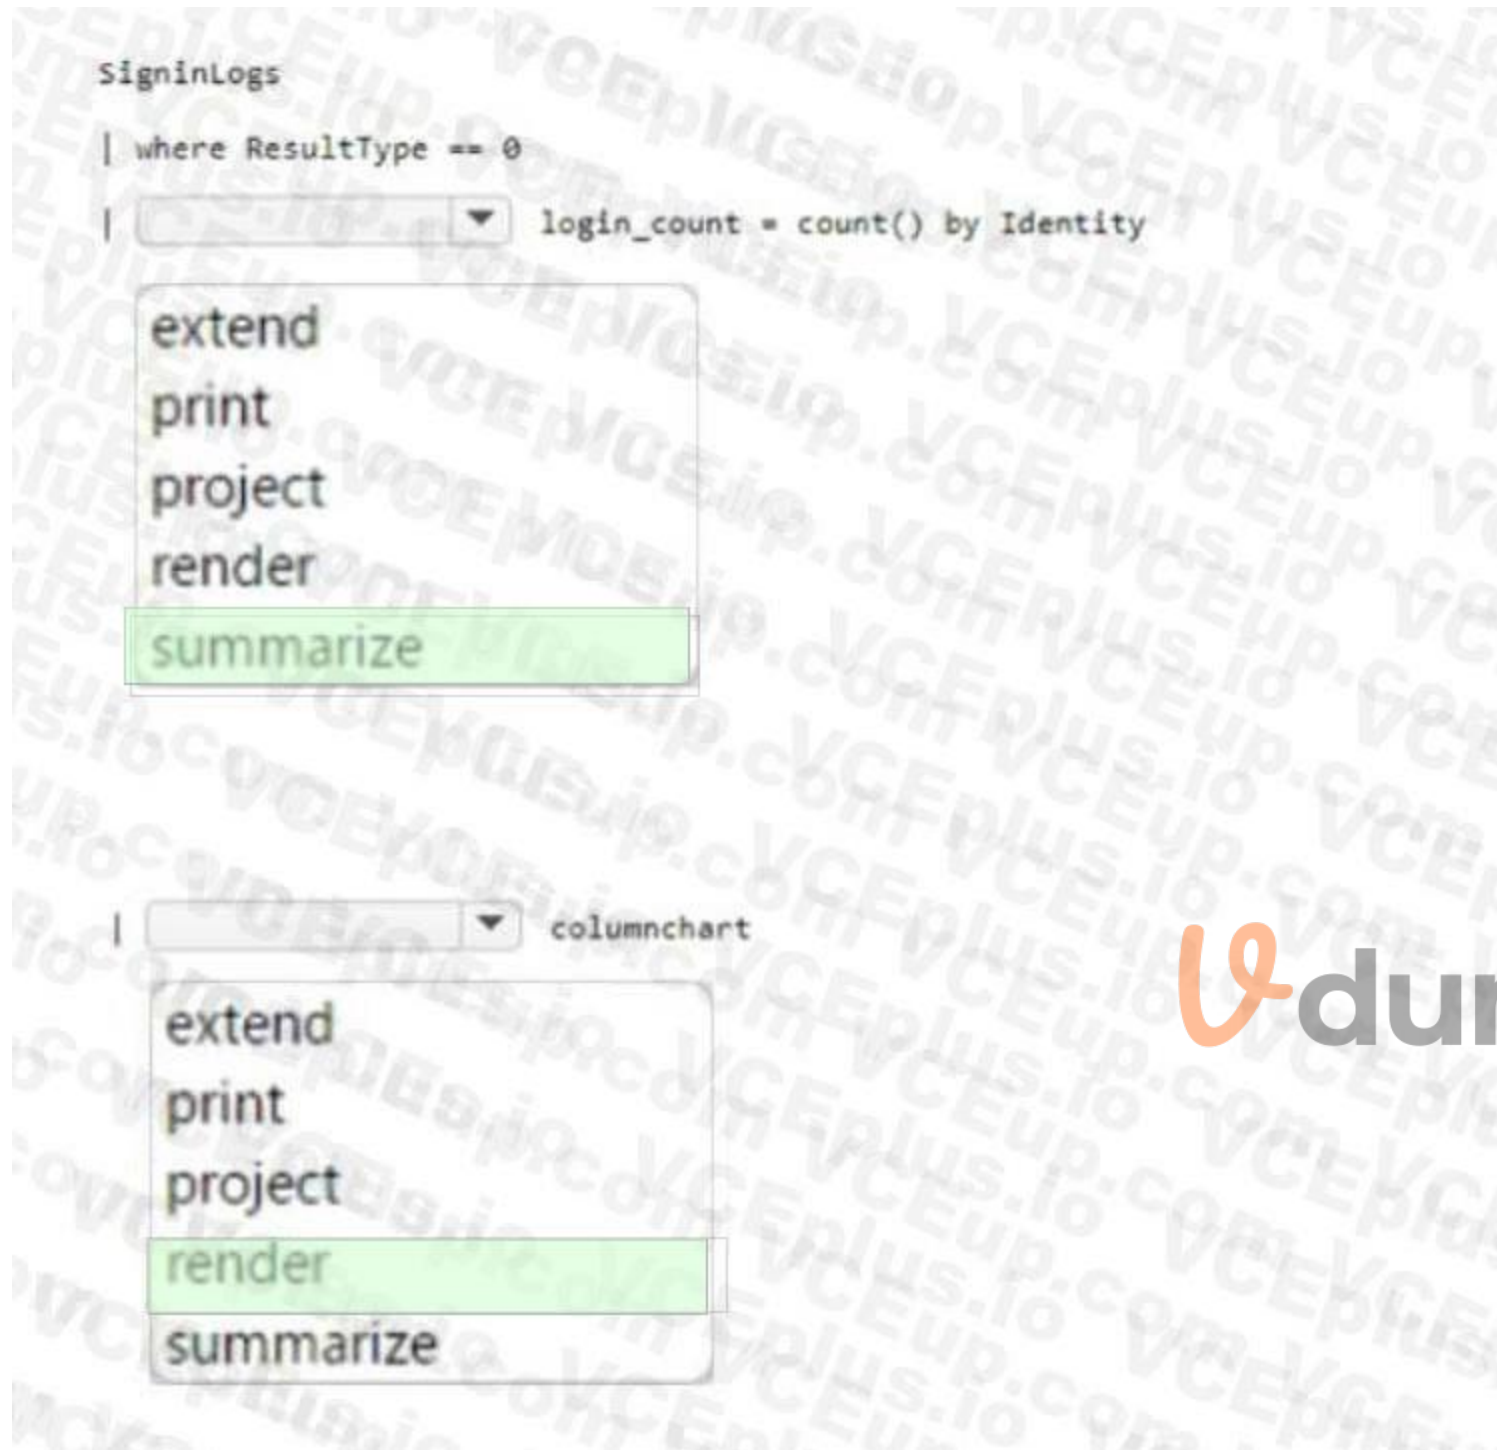 SigninLogs
| where ResultType == 0
| login_count = count() by Identity
extend
print
project
render
summarize
| columnchart
extend
print
project
render
summarize